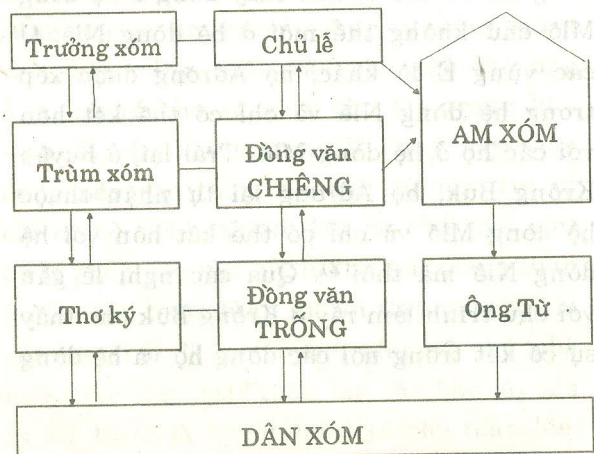 Trưởng xóm
Chủ lễ
AM XÓM
Trùm xóm
Đồng văn
CHIÊNG
Thơ ký
Đồng văn
TRỐNG
Ông Từ
DÂN XÓM